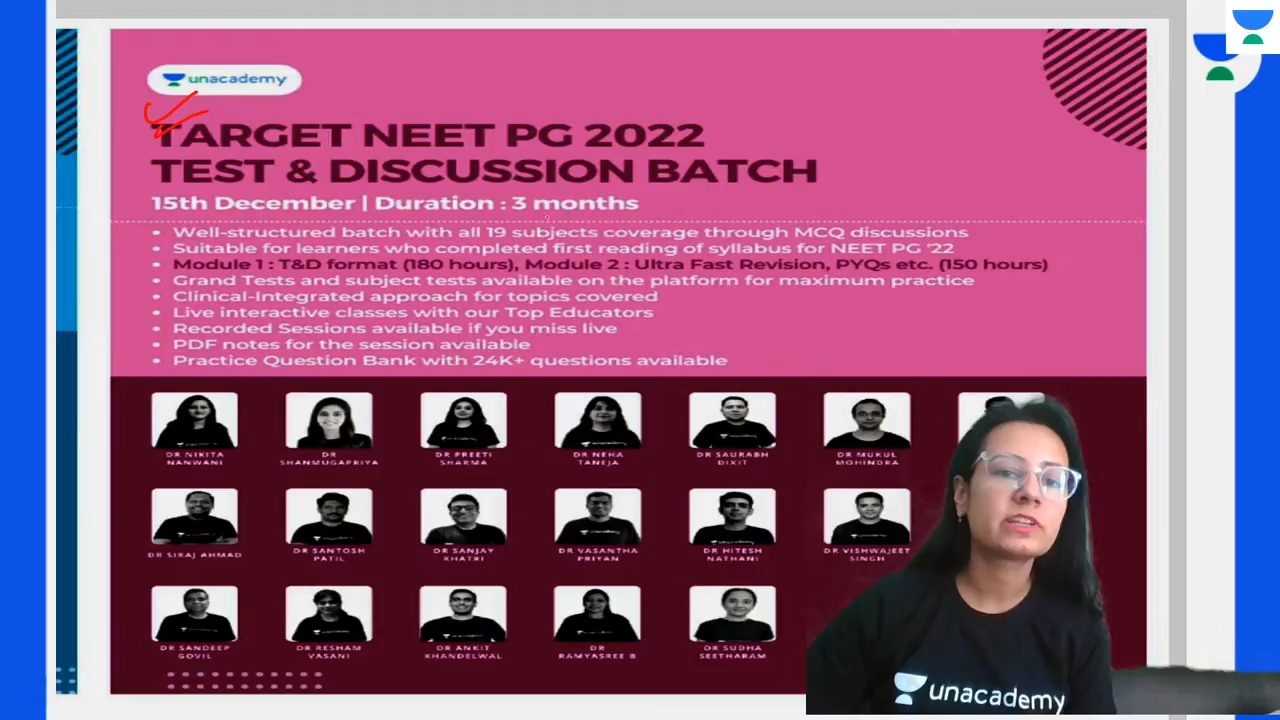 unacademy
TARGET NEET PG 2022
TEST & DISCUSSION BATCH
15th December | Duration : 3 months
• Well-structured batch with all 19 subjects coverage through MCQ discussions
• Suitable for learners who completed first reading of syllabus for NEET PG '22
• Module 1 : T&D format (180 hours), Module 2 : Ultra Fast Revision, PYQs etc. (150 hours)
• Grand Tests and subject tests available on the platform for maximum practice
• Clinical-Integrated approach for topics covered
• Live interactive classes with our Top Educators
• Recorded Sessions available if you miss live
• PDF notes for the session available
• Practice Question Bank with 24K+ questions available
DR NIKITA
NANWANI
DR
SHANMUGAPRIYA
DR PREETI
SHARMA
DR NEHA
TANEJA
DR SAURABH
DIXIT
DR MUKUL
MOHINDRA
DR SIRAJ AHMAD
DR SANTOSH
PATIL
DR SANJAY
KHATRI
DR VASANTHA
PRIYAN
DR HITESH
NATHANI
DR VISHWAJEET
SINGH
DR SANDEEP
GOVIL
DR RESHAM
VASANI
DR ANKIT
KHANDELWAL
DR
RAMYASREE B
DR SUDHA
SEETHARAM
unacademy